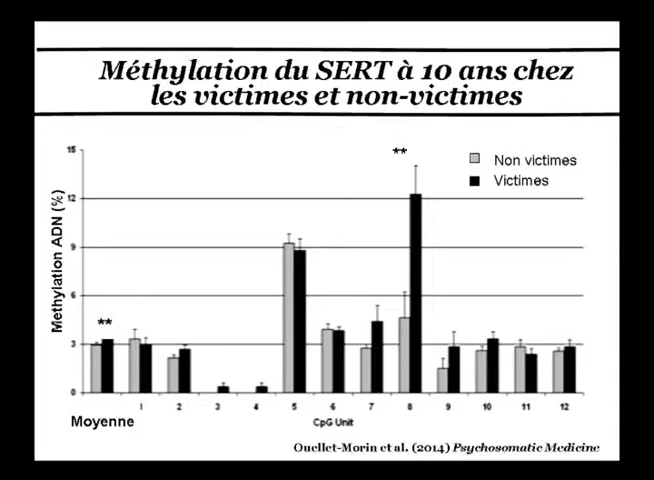 Méthylation du SERT à 10 ans chez
les victimes et non-victimes
15
**
Non victimes
Victimes
12
Methylation ADN (%)
9
6
**
3
0
1 2 3 4 5 6 7 8 9 10 11 12
Moyenne
CpG Unit
Ouellet-Morin et al. (2014) Psychosomatic Medicine